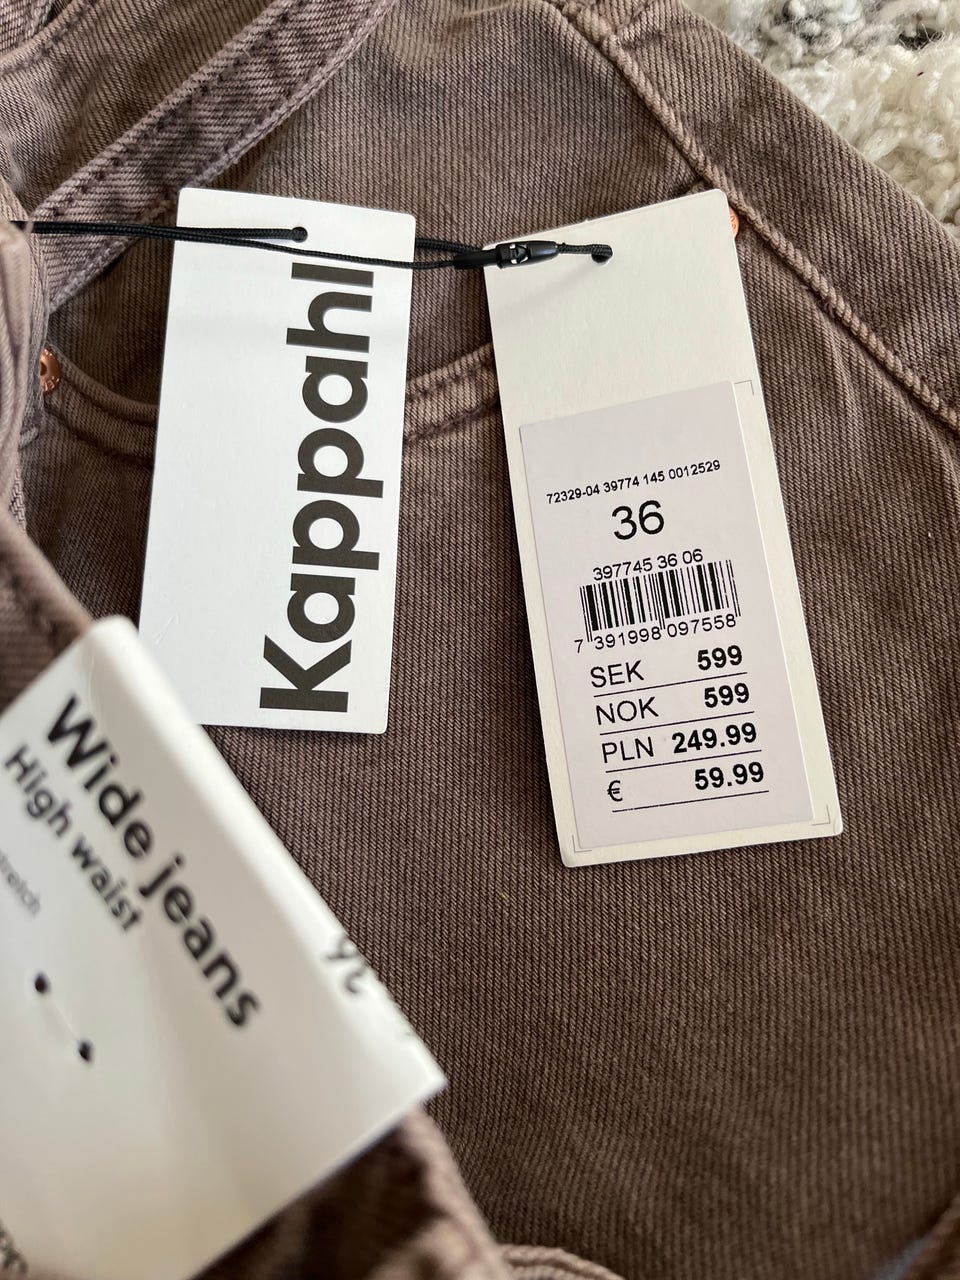 Kappahl
72329-04 39774 145 0012529
36
397745 36 06
7 391998 097558
SEK 599
NOK 599
PLN 249.99
€ 59.99
Wide jeans
High waist